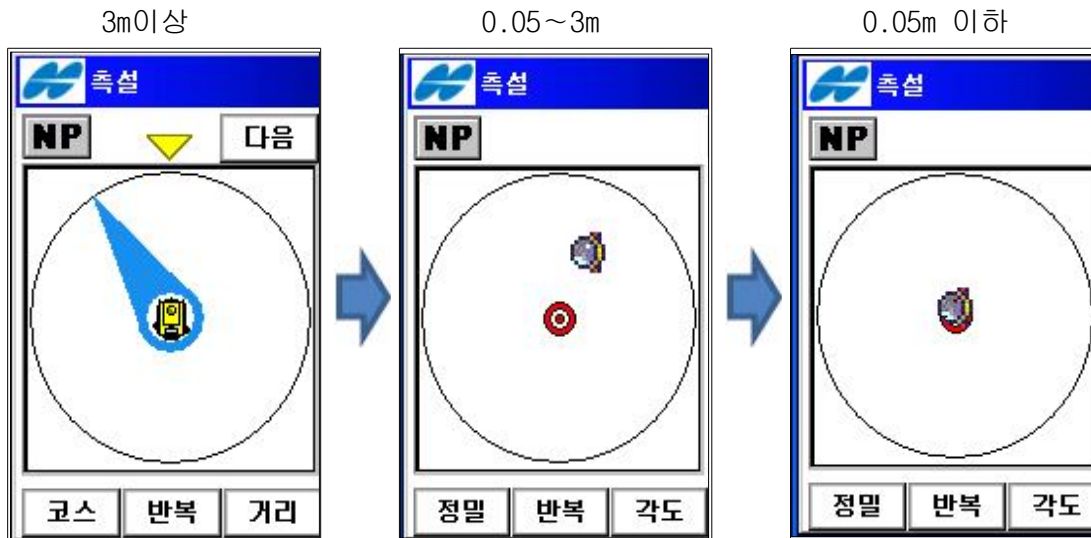 3m이상 0.05~3m 0.05m 이하
측설 측설 측설
NP 다음 NP NP
코스 반복 거리 정밀 반복 각도 정밀 반복 각도